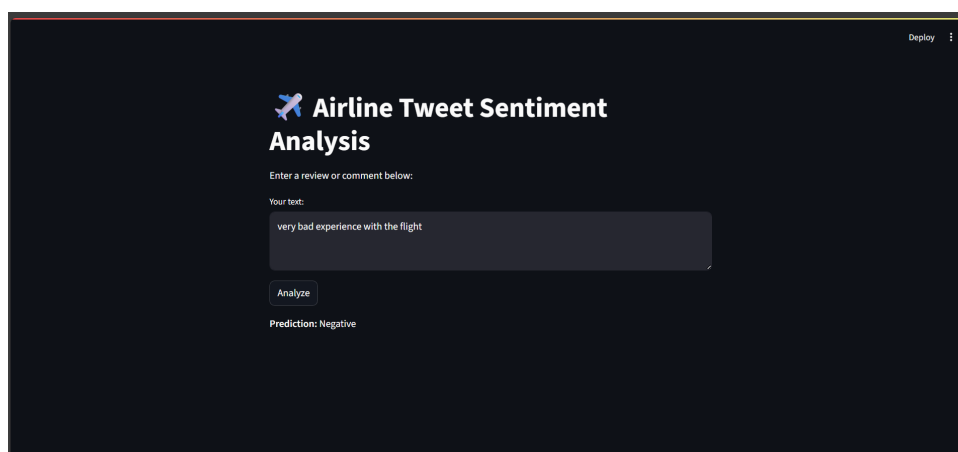 Deploy
✈️ Airline Tweet Sentiment
Analysis
Enter a review or comment below:
Your text:
very bad experience with the flight
Analyze
Prediction: Negative